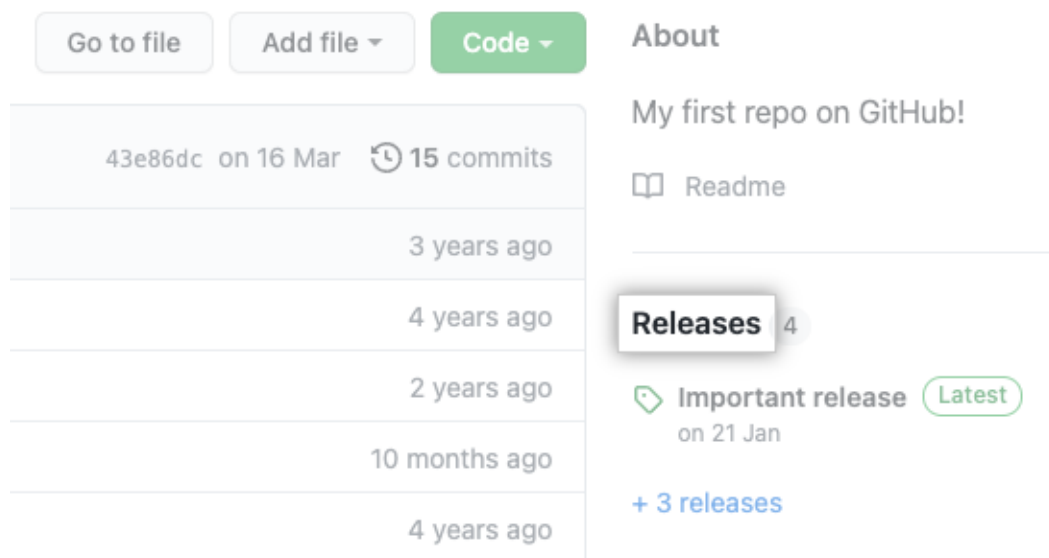 Go to file Add file Code
43e86dc on 16 Mar 15 commits
3 years ago
4 years ago
2 years ago
10 months ago
4 years ago
About
My first repo on GitHub!
Readme
Releases 4
Important release Latest
on 21 Jan
+ 3 releases